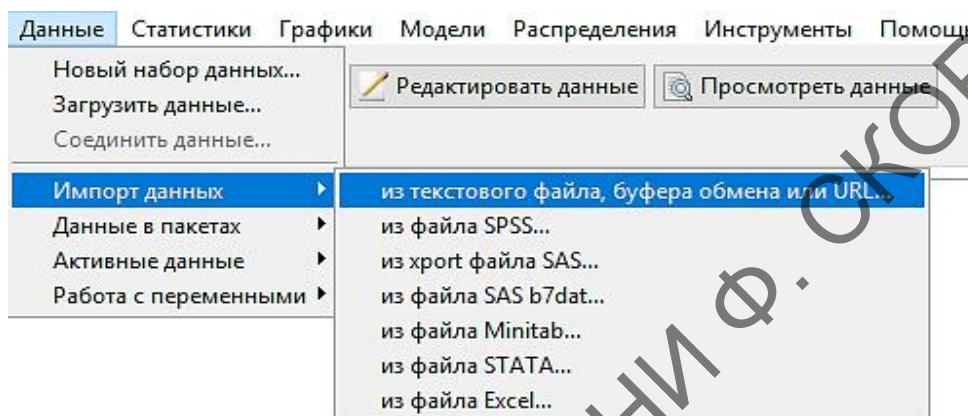 Данные Статистики Графики Модели Распределения Инструменты
Новый набор данных...
Загрузить данные...
Соединить данные...
Редактировать данные Просмотреть данные
Импорт данных
Данные в пакетах
Активные данные
Работа с переменными
из текстового файла, буфера обмена или URL...
из файла SPSS...
из xport файла SAS...
из файла SAS b7dat...
из файла Minitab...
из файла STATA...
из файла Excel...
Ф.